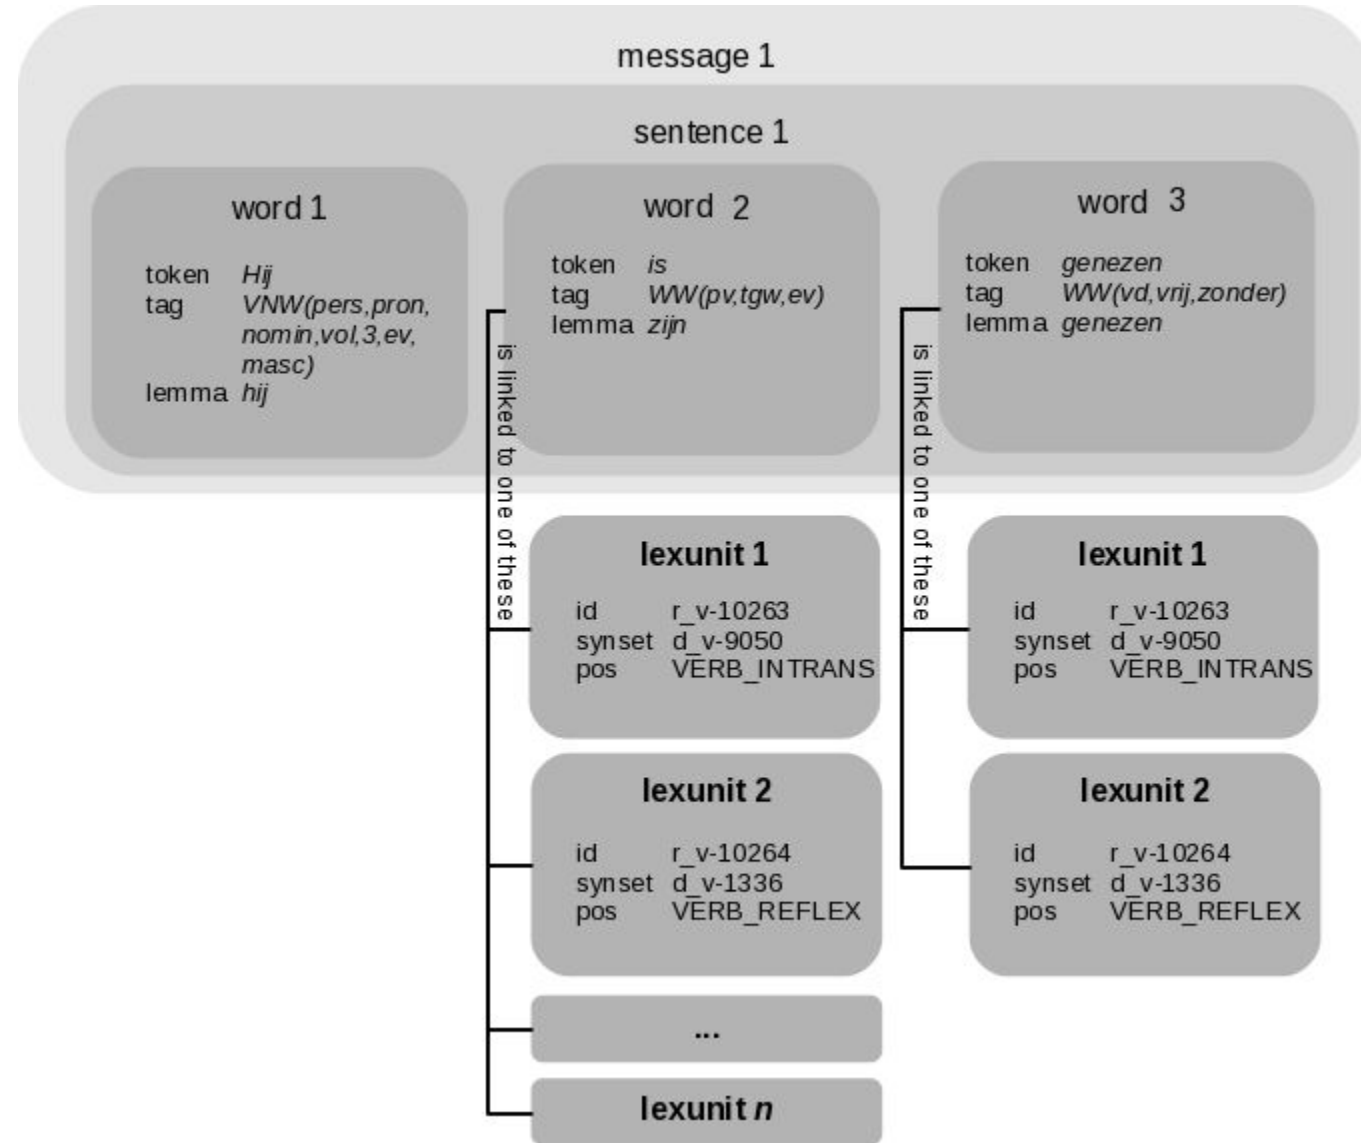 message 1
sentence 1
word 1
token Hij
tag VNW(pers,pron,
nomin,vol,3,ev,
masc)
lemma hij
word 2
token is
tag WW(pv,tgw,ev)
lemma zijn
word 3
token genezen
tag WW(vd,vrij,zonder)
lemma genezen
is linked to one of these
is linked to one of these
lexunit 1
id r_v-10263
synset d_v-9050
pos VERB_INTRANS
lexunit 1
id r_v-10263
synset d_v-9050
pos VERB_INTRANS
lexunit 2
id r_v-10264
synset d_v-1336
pos VERB_REFLEX
lexunit 2
id r_v-10264
synset d_v-1336
pos VERB_REFLEX
...
lexunit n